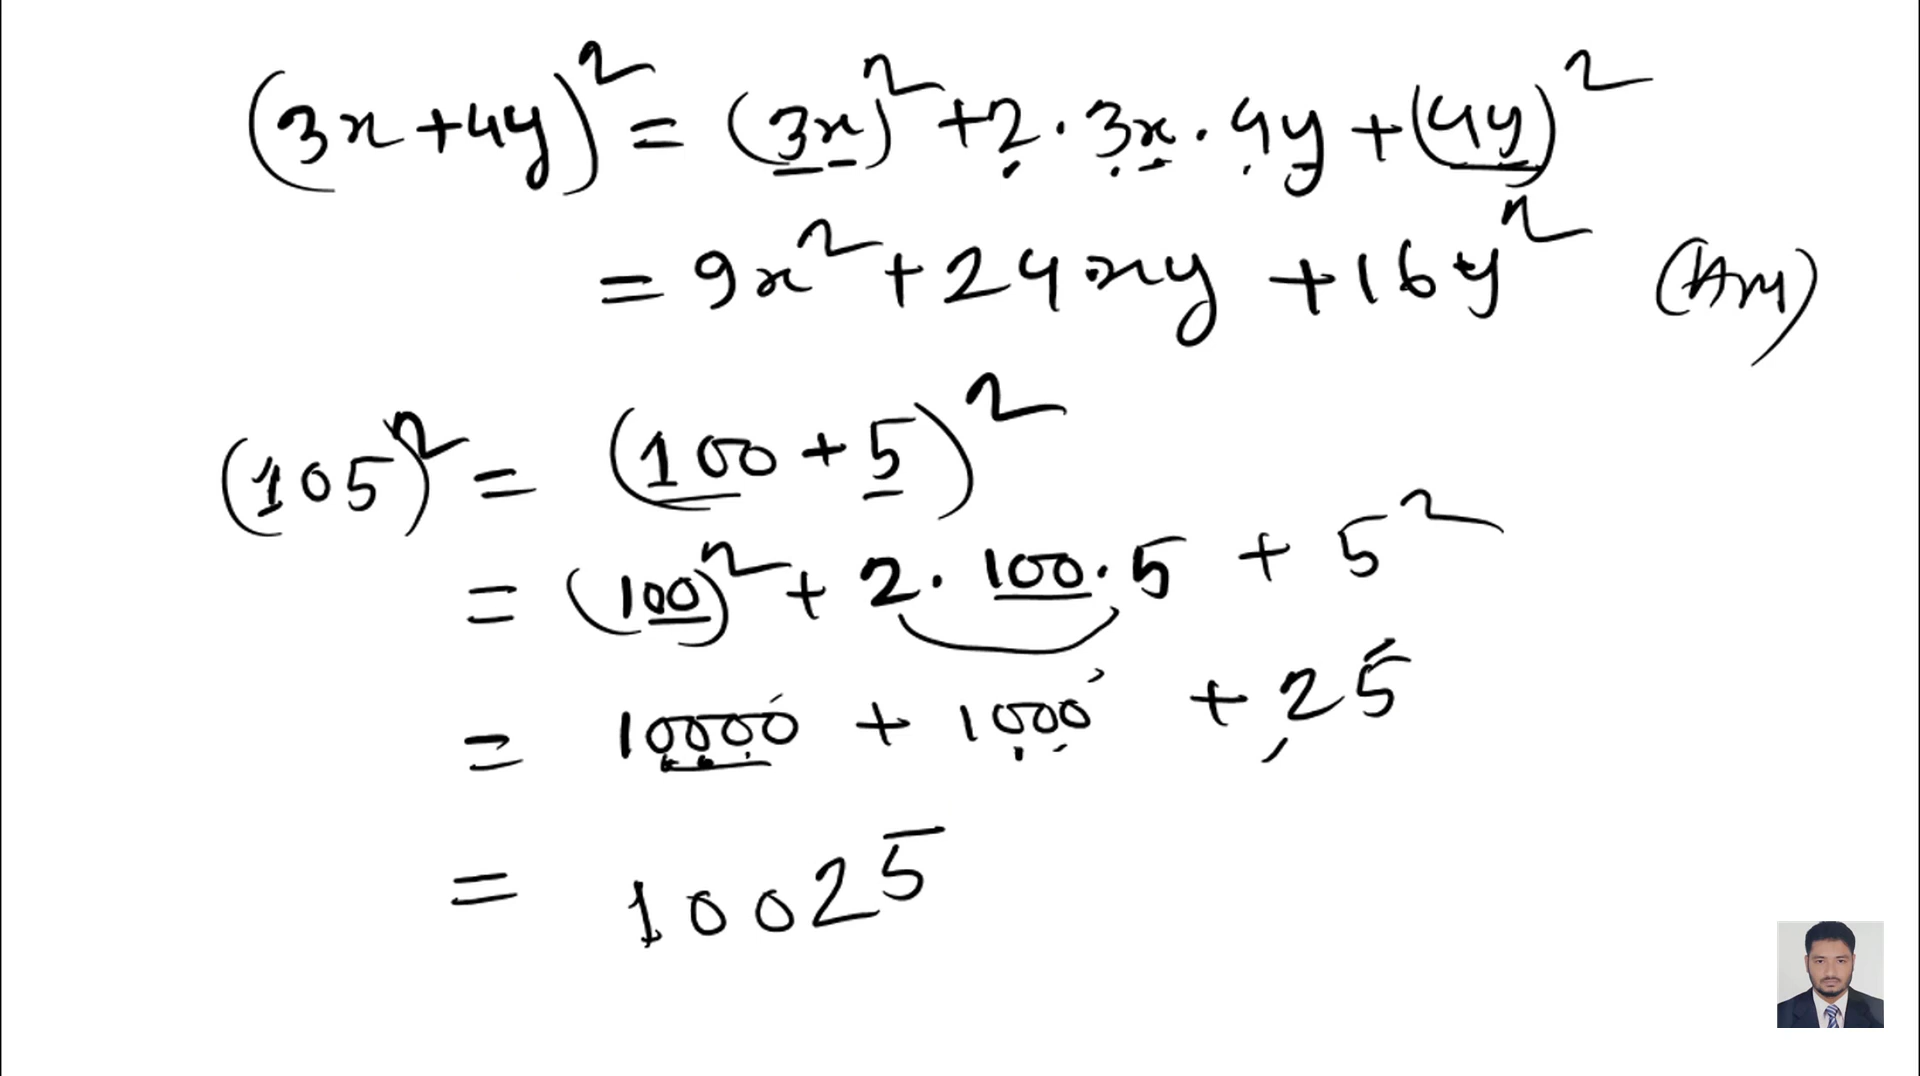 (3x+4y)² = (3x)² + 2 · 3x · 4y + (4y)²
= 9x² + 24xy + 16y² (Ans)
(105)² = (100 + 5)²
= (100)² + 2 · 100 · 5 + 5²
= 10000 + 1000 + 25
= 10025